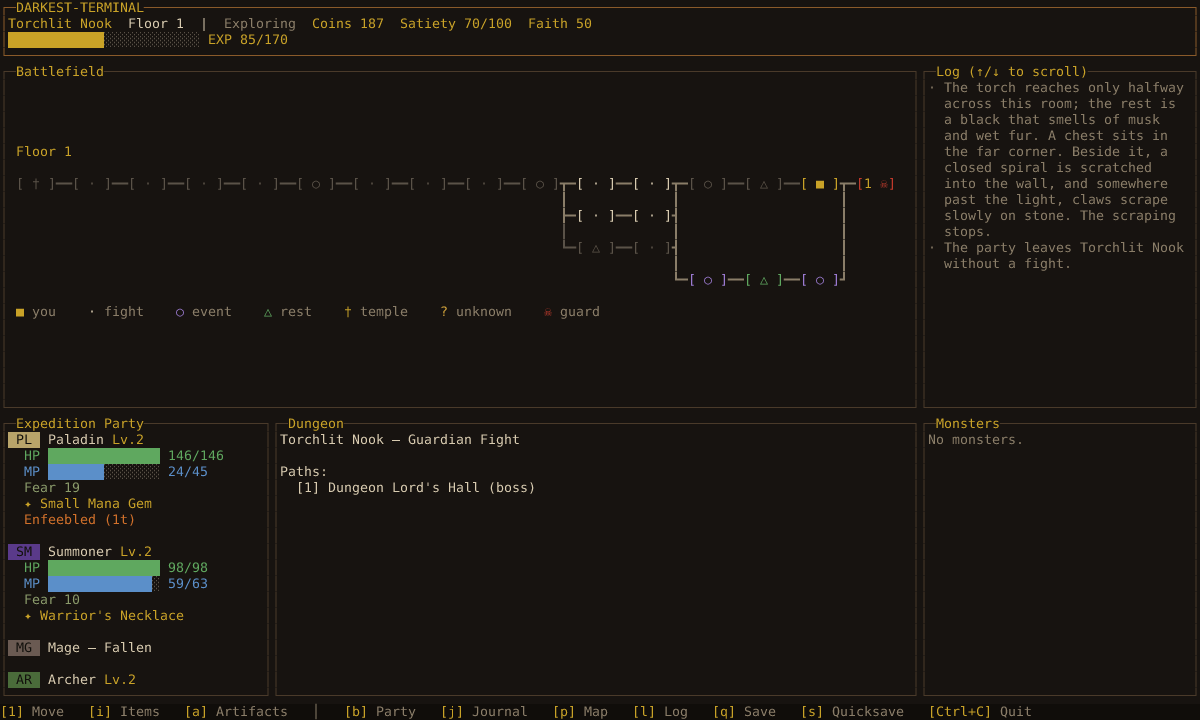 DARKEST-TERMINAL
Torchlit Nook  Floor 1  |  Exploring  Coins 187  Satiety 70/100  Faith 50
EXP 85/170
Battlefield
Floor 1
[ † ]──[ · ]──[ · ]──[ · ]──[ · ]──[ ○ ]──[ · ]──[ · ]──[ · ]──[ ○ ]┬─[ · ]──[ · ]┬─[ ○ ]──[ △ ]──[ ■ ]┬─[1 ☠]
├─[ · ]──[ · ]┤
└─[ △ ]──[ · ]┤
└─[ ○ ]──[ △ ]──[ ○ ]┘
■ you  · fight  ○ event  △ rest  † temple  ? unknown  ☠ guard
Log (↑/↓ to scroll)
· The torch reaches only halfway
across this room; the rest is
a black that smells of musk
and wet fur. A chest sits in
the far corner. Beside it, a
closed spiral is scratched
into the wall, and somewhere
past the light, claws scrape
slowly on stone. The scraping
stops.
· The party leaves Torchlit Nook
without a fight.
Expedition Party
PL Paladin Lv.2
HP 146/146
MP 24/45
Fear 19
✦ Small Mana Gem
Enfeebled (1t)
SM Summoner Lv.2
HP 98/98
MP 59/63
Fear 10
✦ Warrior's Necklace
MG Mage — Fallen
AR Archer Lv.2
Dungeon
Torchlit Nook — Guardian Fight
Paths:
[1] Dungeon Lord's Hall (boss)
Monsters
No monsters.
[1] Move  [i] Items  [a] Artifacts  │  [b] Party  [j] Journal  [p] Map  [l] Log  [q] Save  [s] Quicksave  [Ctrl+C] Quit